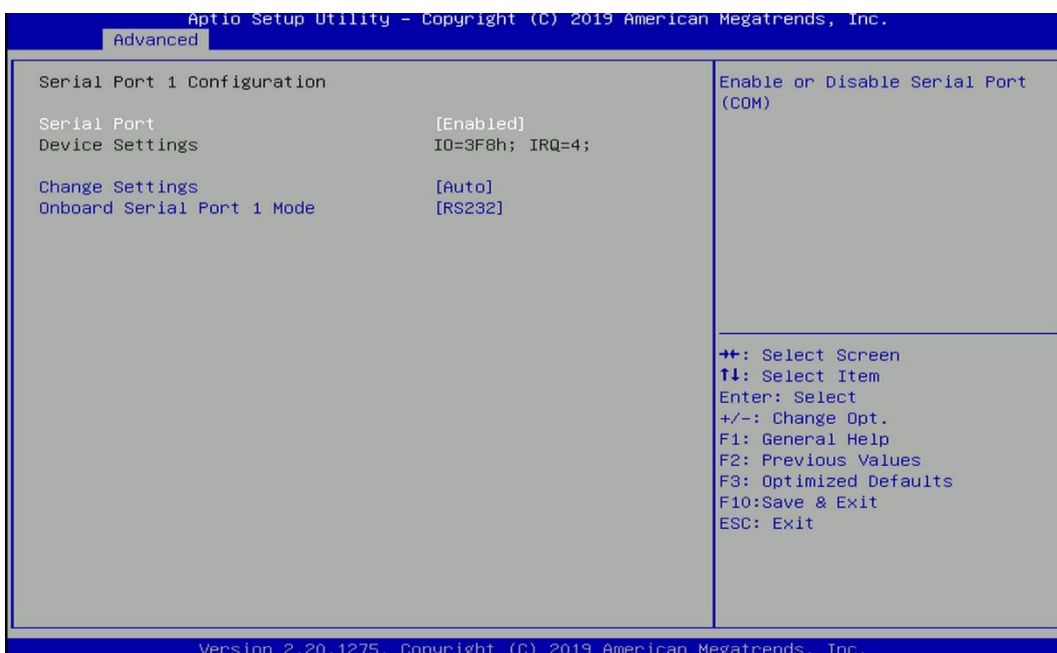 Aptio Setup Utility – Copyright (C) 2019 American Megatrends, Inc.
Advanced
Serial Port 1 Configuration
Serial Port [Enabled]
Device Settings IO=3F8h; IRQ=4;
Change Settings [Auto]
Onboard Serial Port 1 Mode [RS232]
Enable or Disable Serial Port
(COM)
→←: Select Screen
↑↓: Select Item
Enter: Select
+/-: Change Opt.
F1: General Help
F2: Previous Values
F3: Optimized Defaults
F10:Save & Exit
ESC: Exit
Version 2.20.1275. Copyright (C) 2019 American Megatrends, Inc.